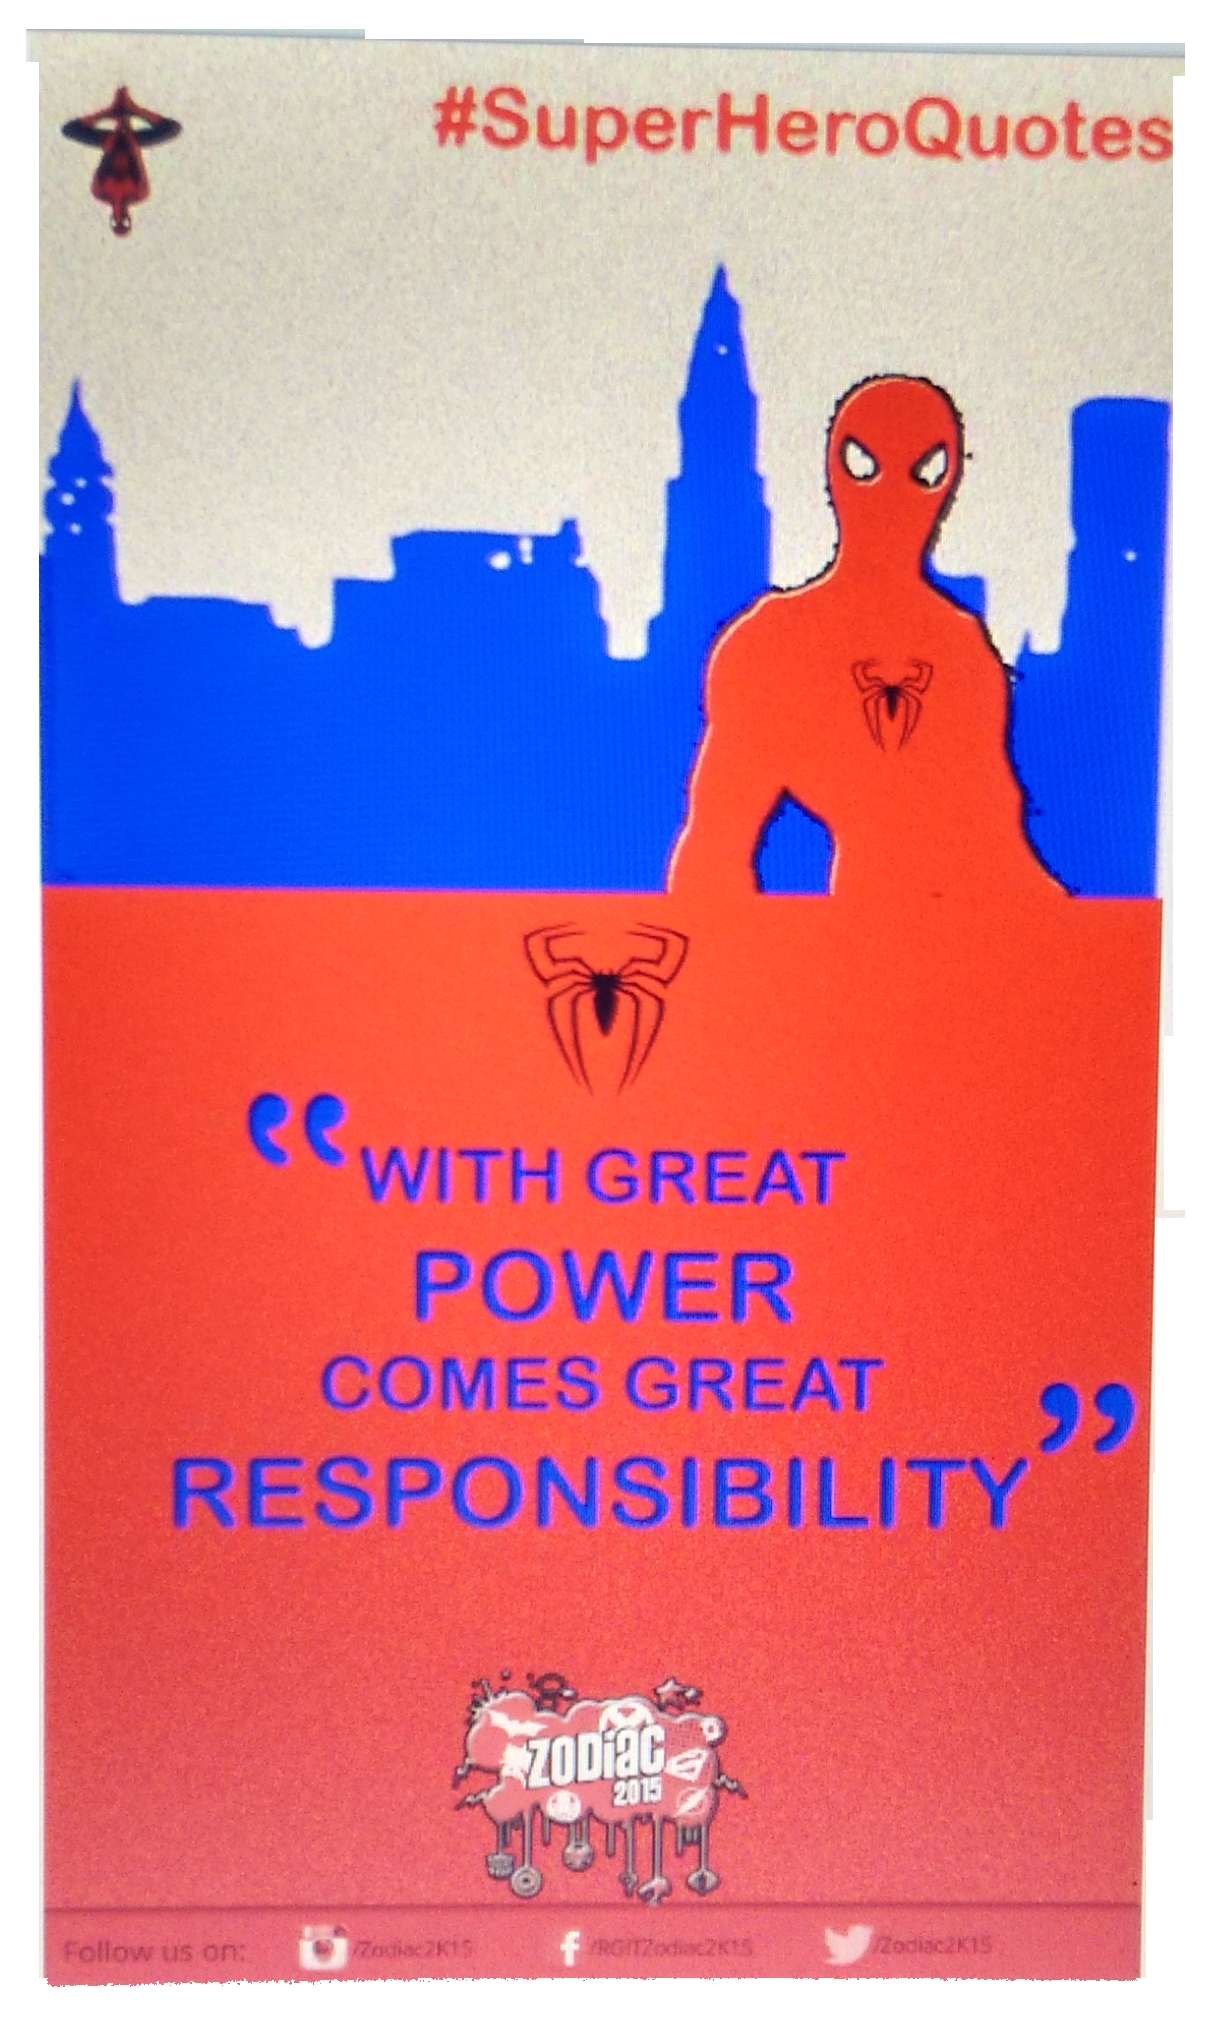 #SuperHeroQuotes
“WITH GREAT
POWER
COMES GREAT
RESPONSIBILITY”
ZODiAC
2015
Follow us on: /Zodiac2K15 /RGITZodiac2K15 /Zodiac2K15